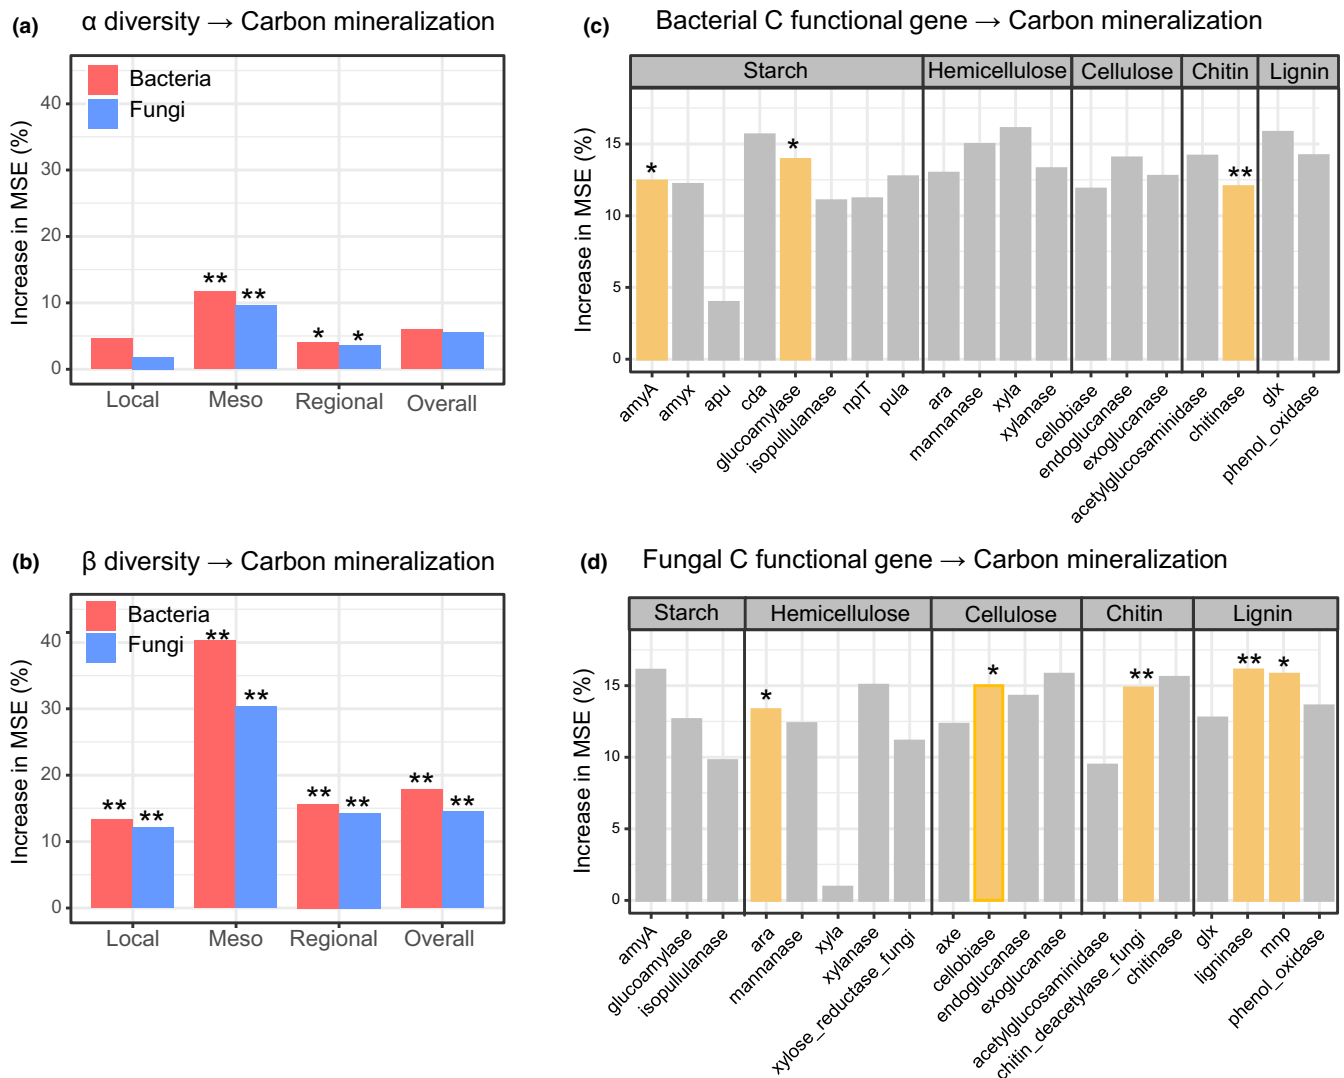 (a) α diversity → Carbon mineralization
Increase in MSE (%)
40
30
20
10
0
Bacteria
Fungi
** **
* *
Local Meso Regional Overall
(b) β diversity → Carbon mineralization
Increase in MSE (%)
40
30
20
10
0
Bacteria
Fungi
** ** ** ** ** ** ** **
Local Meso Regional Overall
(c) Bacterial C functional gene → Carbon mineralization
Starch Hemicellulose Cellulose Chitin Lignin
Increase in MSE (%)
15
10
5
0
* * **
amyA
amyx
apu
cda
glucoamylase
isopullulanase
nplT
pula
ara
mannanase
xyla
xylanase
cellobiase
endoglucanase
exoglucanase
acetylglucosaminidase
chitinase
glx
phenol_oxidase
(d) Fungal C functional gene → Carbon mineralization
Starch Hemicellulose Cellulose Chitin Lignin
Increase in MSE (%)
15
10
5
0
* * ** ** *
amyA
glucoamylase
isopullulanase
ara
mannanase
xyla
xylanase
xylose_reductase_fungi
axe
cellobiase
endoglucanase
exoglucanase
acetylglucosaminidase
chitin_deacetylase_fungi
chitinase
glx
ligninase
mnp
phenol_oxidase